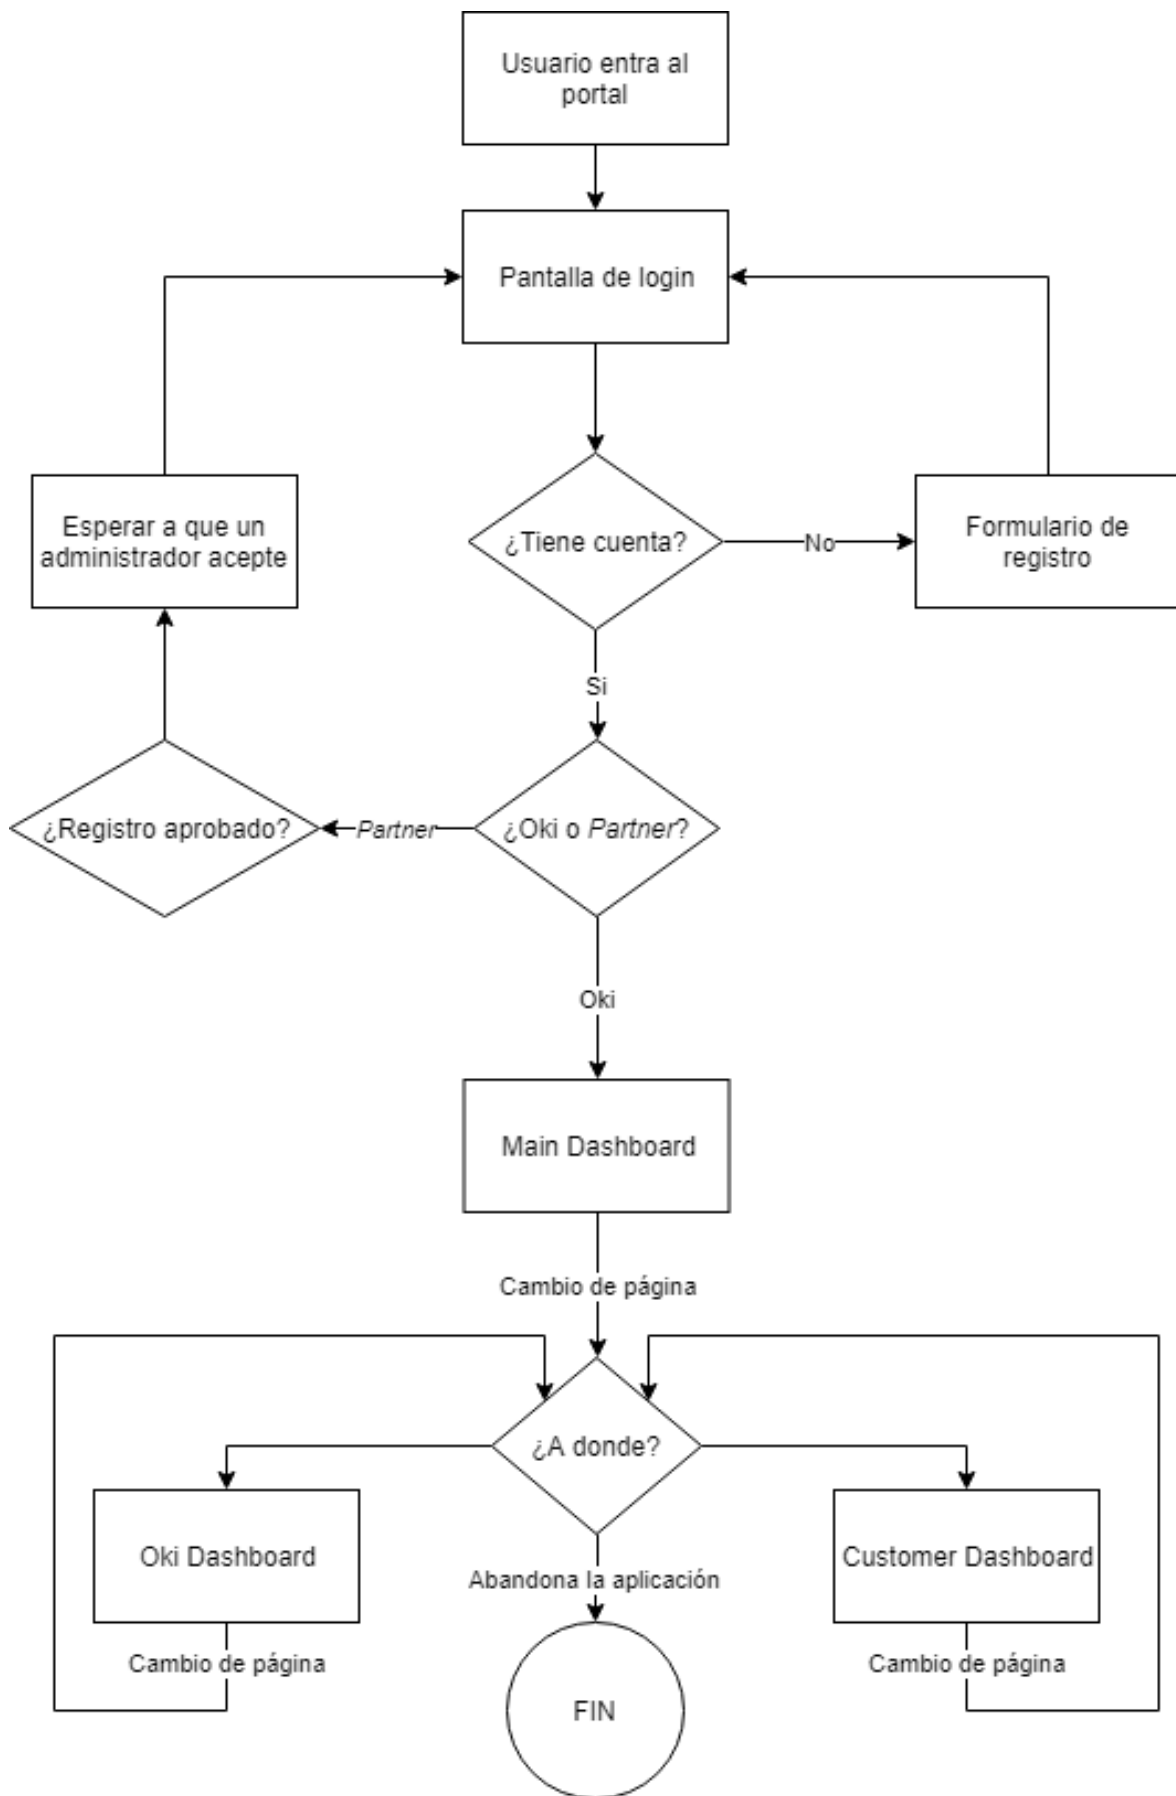 Usuario entra al
portal
Pantalla de login
Esperar a que un
administrador acepte
¿Tiene cuenta?
No
Formulario de
registro
Si
¿Registro aprobado?
Partner
¿Oki o Partner?
Oki
Main Dashboard
Cambio de página
¿A donde?
Oki Dashboard
Customer Dashboard
Abandona la aplicación
Cambio de página
Cambio de página
FIN